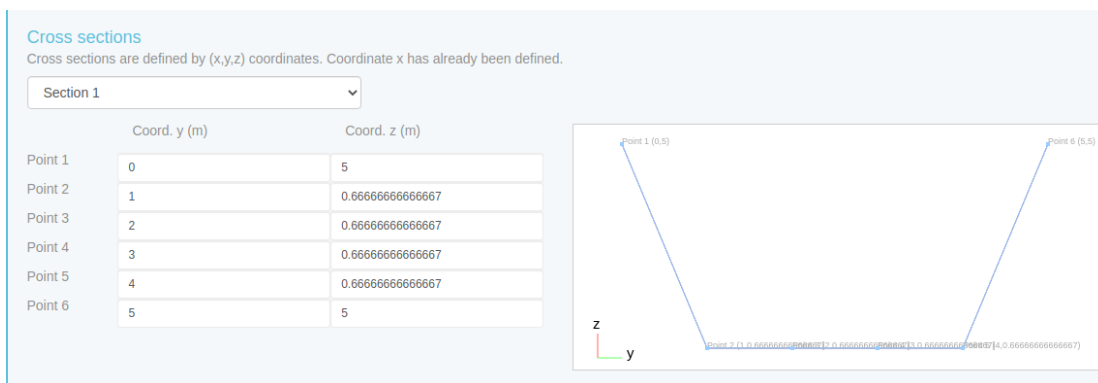 Cross sections
Cross sections are defined by (x,y,z) coordinates. Coordinate x has already been defined.
Section 1
Coord. y (m) Coord. z (m)
Point 1 0 5
Point 2 1 0.66666666666667
Point 3 2 0.66666666666667
Point 4 3 0.66666666666667
Point 5 4 0.66666666666667
Point 6 5 5
Point 1 (0,5) Point 6 (5,5)
z
y